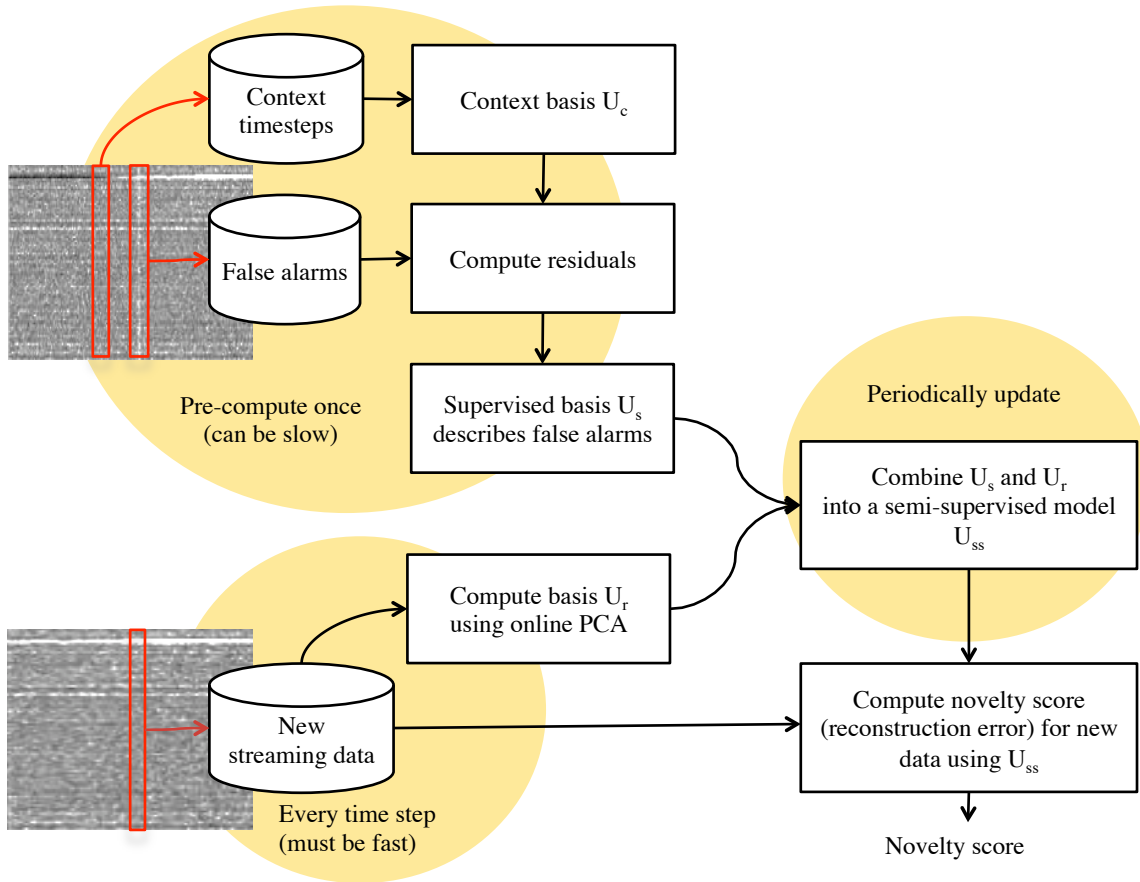 Context
timesteps
Context basis U_c
False alarms
Compute residuals
Pre-compute once
(can be slow)
Supervised basis U_s
describes false alarms
Periodically update
Combine U_s and U_r
into a semi-supervised model
U_ss
Compute basis U_r
using online PCA
New
streaming data
Compute novelty score
(reconstruction error) for new
data using U_ss
Every time step
(must be fast)
Novelty score